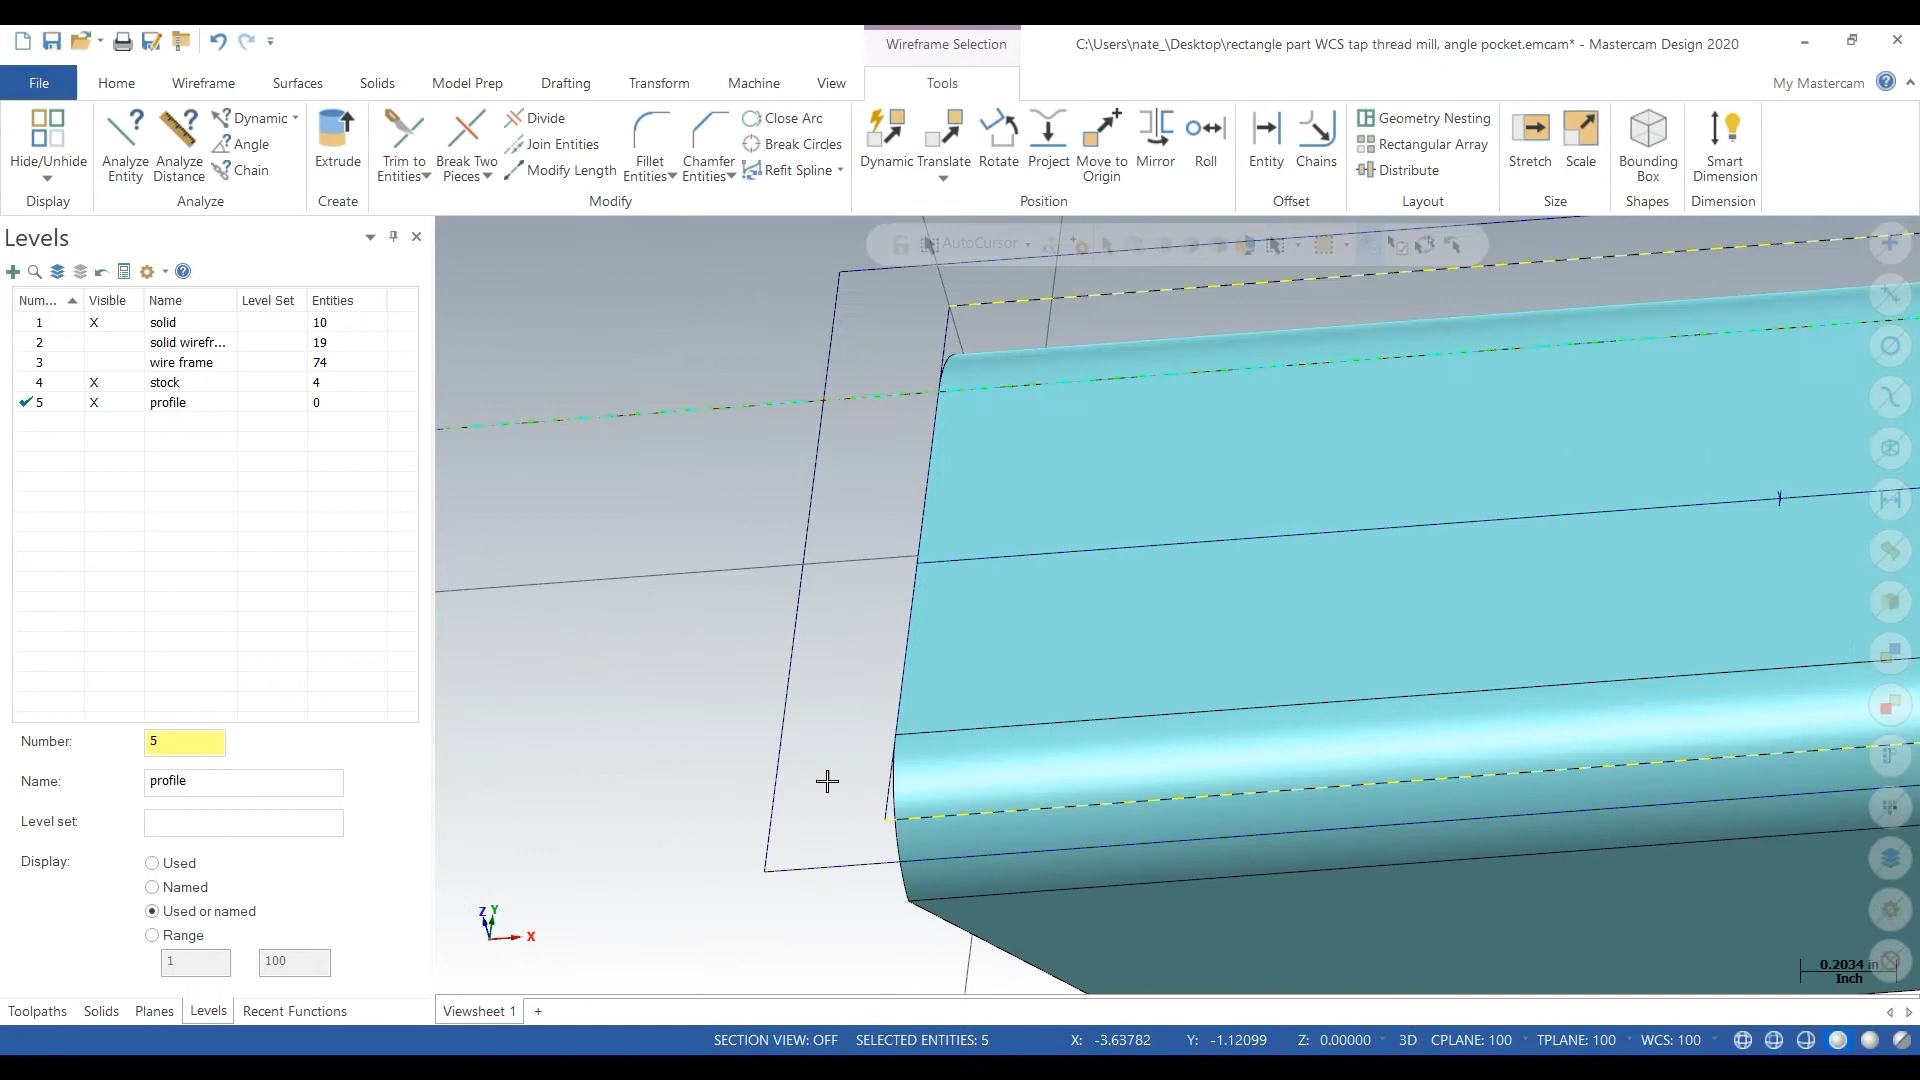 Wireframe Selection
C:\Users\nate_\Desktop\rectangle part WCS tap thread mill, angle pocket.emcam* - Mastercam Design 2020
File Home Wireframe Surfaces Solids Model Prep Drafting Transform Machine View Tools My Mastercam
Hide/Unhide
Display
Analyze Entity
Analyze Distance
Dynamic
Angle
Chain
Analyze
Extrude
Create
Trim to Entities
Break Two Pieces
Divide
Join Entities
Modify Length
Fillet Entities
Chamfer Entities
Close Arc
Break Circles
Refit Spline
Modify
Dynamic
Translate
Rotate
Project
Move to Origin
Mirror
Roll
Position
Entity
Chains
Offset
Geometry Nesting
Rectangular Array
Distribute
Layout
Stretch
Scale
Size
Bounding Box
Shapes
Smart Dimension
Dimension
Levels
AutoCursor
Num... Visible Name Level Set Entities
1 X solid 10
2 solid wirefr... 19
3 wire frame 74
4 X stock 4
5 X profile 0
Number: 5
Name: profile
Level set:
Display: Used
Named
Used or named
Range
1 100
Z Y
X
0.2034 in
Inch
Toolpaths Solids Planes Levels Recent Functions
Viewsheet 1 +
SECTION VIEW: OFF SELECTED ENTITIES: 5 X: -3.63782 Y: -1.12099 Z: 0.00000 3D CPLANE: 100 TPLANE: 100 WCS: 100